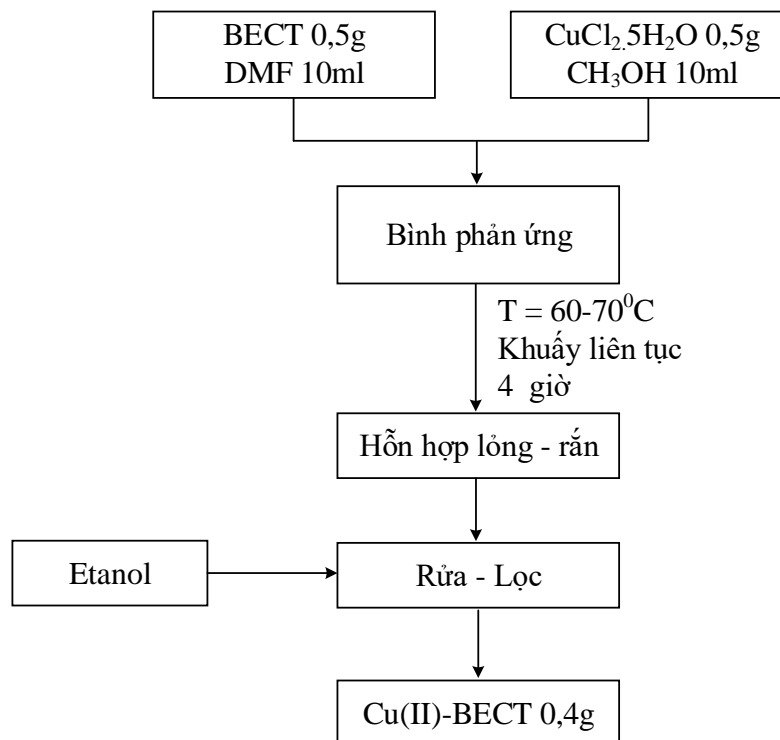 BECT 0,5g
DMF 10ml
CuCl₂.5H₂O 0,5g
CH₃OH 10ml
Bình phản ứng
T = 60-70⁰C
Khuấy liên tục
4 giờ
Hỗn hợp lỏng - rắn
Etanol
Rửa - Lọc
Cu(II)-BECT 0,4g